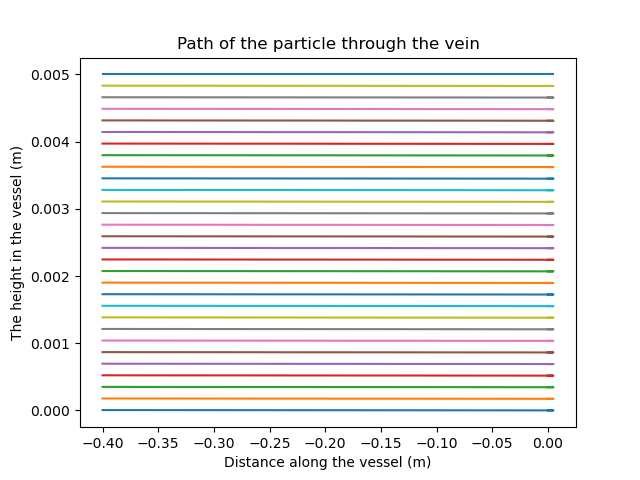 Path of the particle through the vein
The height in the vessel (m)
0.005
0.004
0.003
0.002
0.001
0.000
−0.40 −0.35 −0.30 −0.25 −0.20 −0.15 −0.10 −0.05 0.00
Distance along the vessel (m)